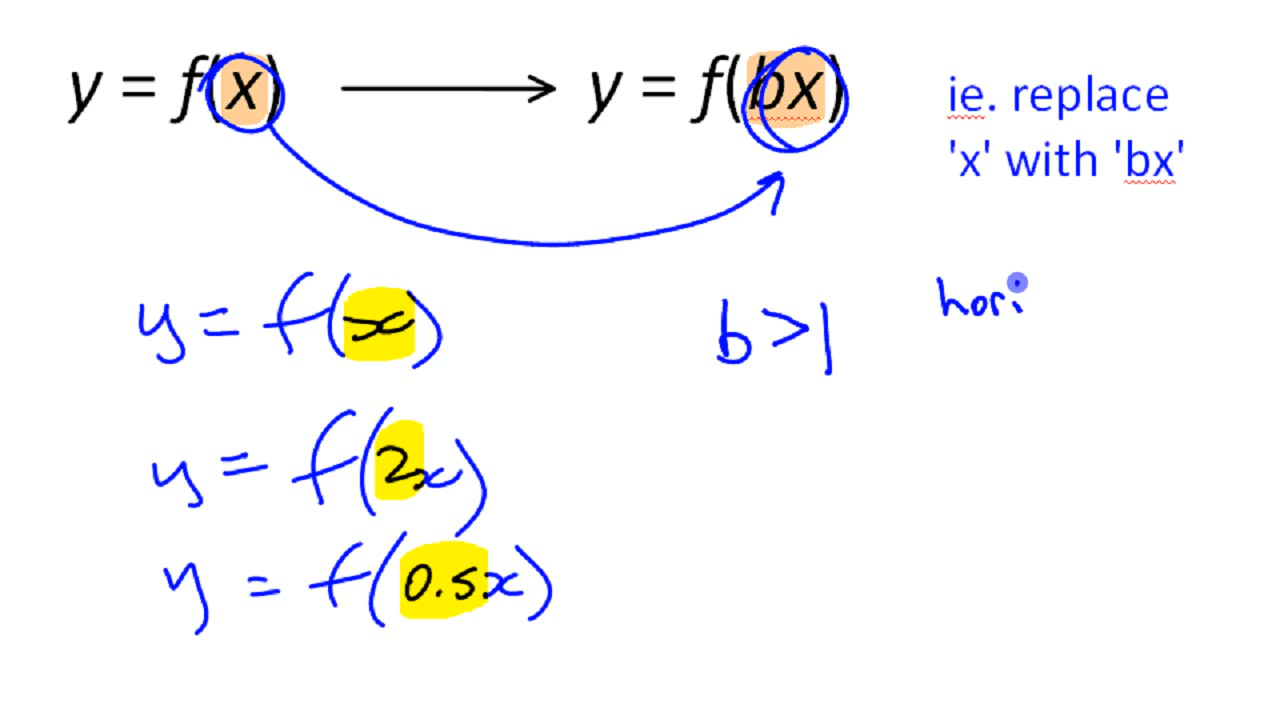 y = f(x) → y = f(bx)
ie. replace
'x' with 'bx'
y = f(x)
b > 1
hori
y = f(2x)
y = f(0.5x)